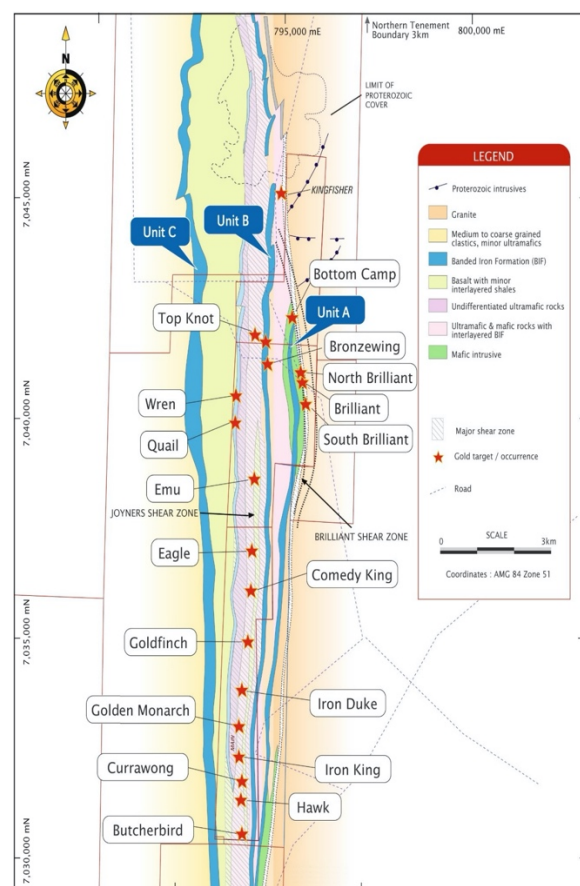 795,000 mE
800,000 mE
Northern Tenement
Boundary 3km
N
LIMIT OF
PROTEROZOIC
COVER
7,045,000 mN
KINGFISHER
Unit C
Unit B
Bottom Camp
Unit A
Top Knot
Bronzewing
North Brilliant
Wren
Brilliant
7,040,000 mN
South Brilliant
Quail
Emu
JOYNERS SHEAR ZONE
BRILLIANT SHEAR ZONE
Eagle
Comedy King
7,035,000 mN
Goldfinch
Iron Duke
Golden Monarch
MAIN
Iron King
Currawong
Hawk
Butcherbird
7,030,000 mN
LEGEND
Proterozoic intrusives
Granite
Medium to coarse grained
clastics, minor ultramafics
Banded Iron Formation (BIF)
Basalt with minor
interlayered shales
Undifferentiated ultramafic rocks
Ultramafic & mafic rocks with
interlayered BIF
Mafic intrusive
Major shear zone
Gold target / occurrence
Road
SCALE
0 3km
Coordinates : AMG 84 Zone 51